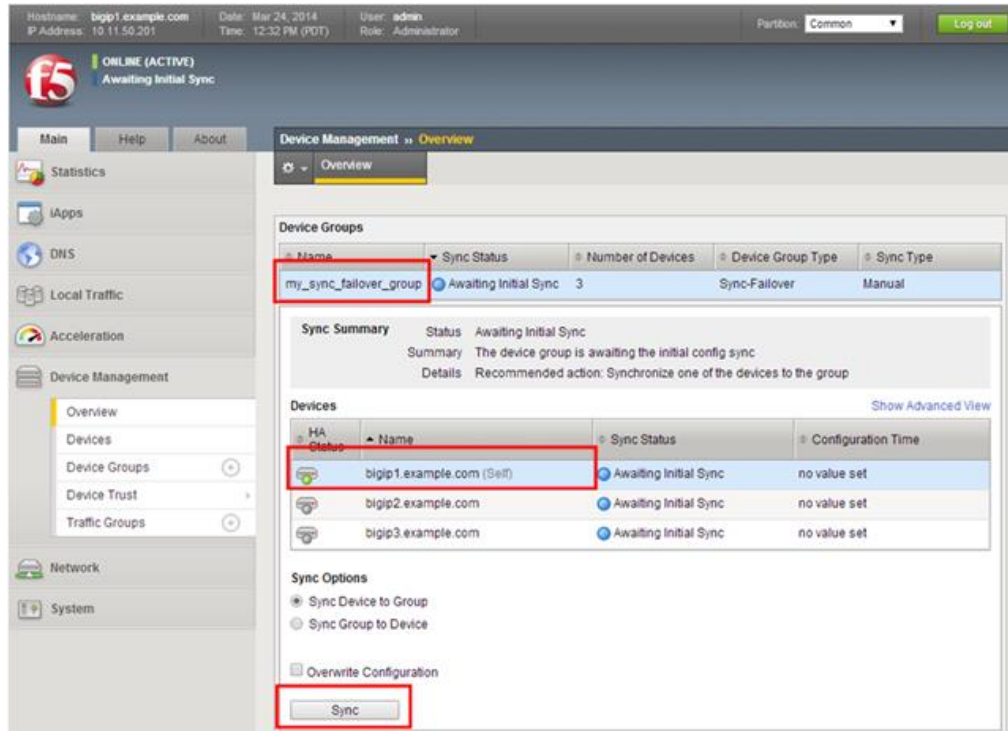 Hostname: bigip1.example.com Date: Mar 24, 2014 User: admin
IP Address: 10.11.50.201 Time: 12:32 PM (PDT) Role: Administrator
Partition: Common
Log out
f5
ONLINE (ACTIVE)
Awaiting Initial Sync
Main Help About
Statistics
iApps
DNS
Local Traffic
Acceleration
Device Management
Overview
Devices
Device Groups
Device Trust
Traffic Groups
Network
System
Device Management » Overview
Overview
Device Groups
Name Sync Status Number of Devices Device Group Type Sync Type
my_sync_failover_group Awaiting Initial Sync 3 Sync-Failover Manual
Sync Summary Status Awaiting Initial Sync
Summary The device group is awaiting the initial config sync
Details Recommended action: Synchronize one of the devices to the group
Devices Show Advanced View
HA Status Name Sync Status Configuration Time
bigip1.example.com (Self) Awaiting Initial Sync no value set
bigip2.example.com Awaiting Initial Sync no value set
bigip3.example.com Awaiting Initial Sync no value set
Sync Options
Sync Device to Group
Sync Group to Device
Overwrite Configuration
Sync